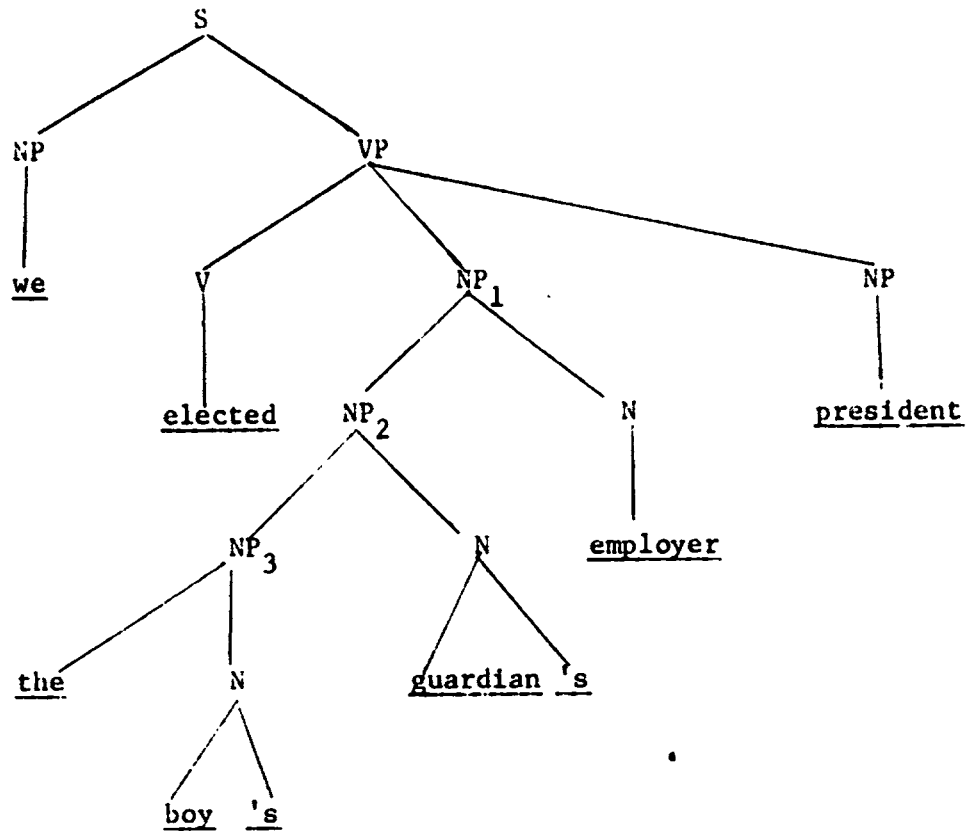 S
NP VP
we V NP1 NP
elected NP2 N president
NP3 N employer
the N guardian 's
boy 's